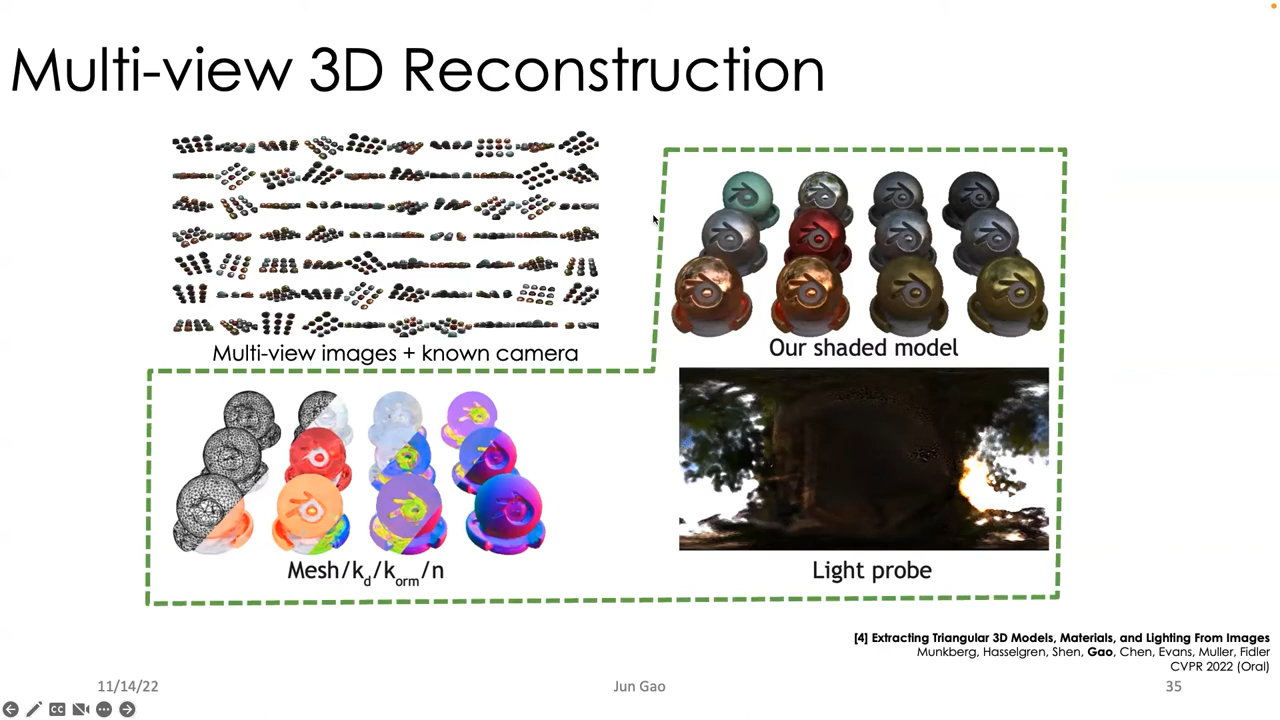 Multi-view 3D Reconstruction
Multi-view images + known camera
Our shaded model
Mesh/kd/korm/n
Light probe
[4] Extracting Triangular 3D Models, Materials, and Lighting From Images
Munkberg, Hasselgren, Shen, Gao, Chen, Evans, Muller, Fidler
CVPR 2022 (Oral)
11/14/22
Jun Gao
35
CC